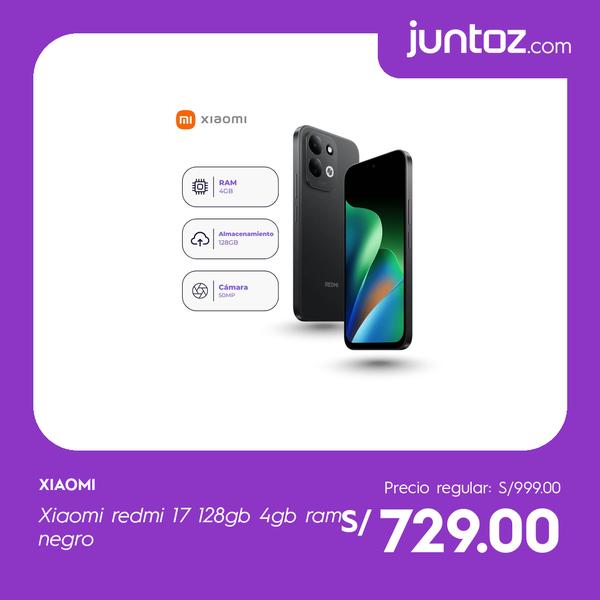 juntoz.com
mi xiaomi
RAM
4GB
Almacenamiento
128GB
Cámara
50MP
REDMI
XIAOMI
Precio regular: S/999.00
Xiaomi redmi 17 128gb 4gb ram
negro
S/ 729.00